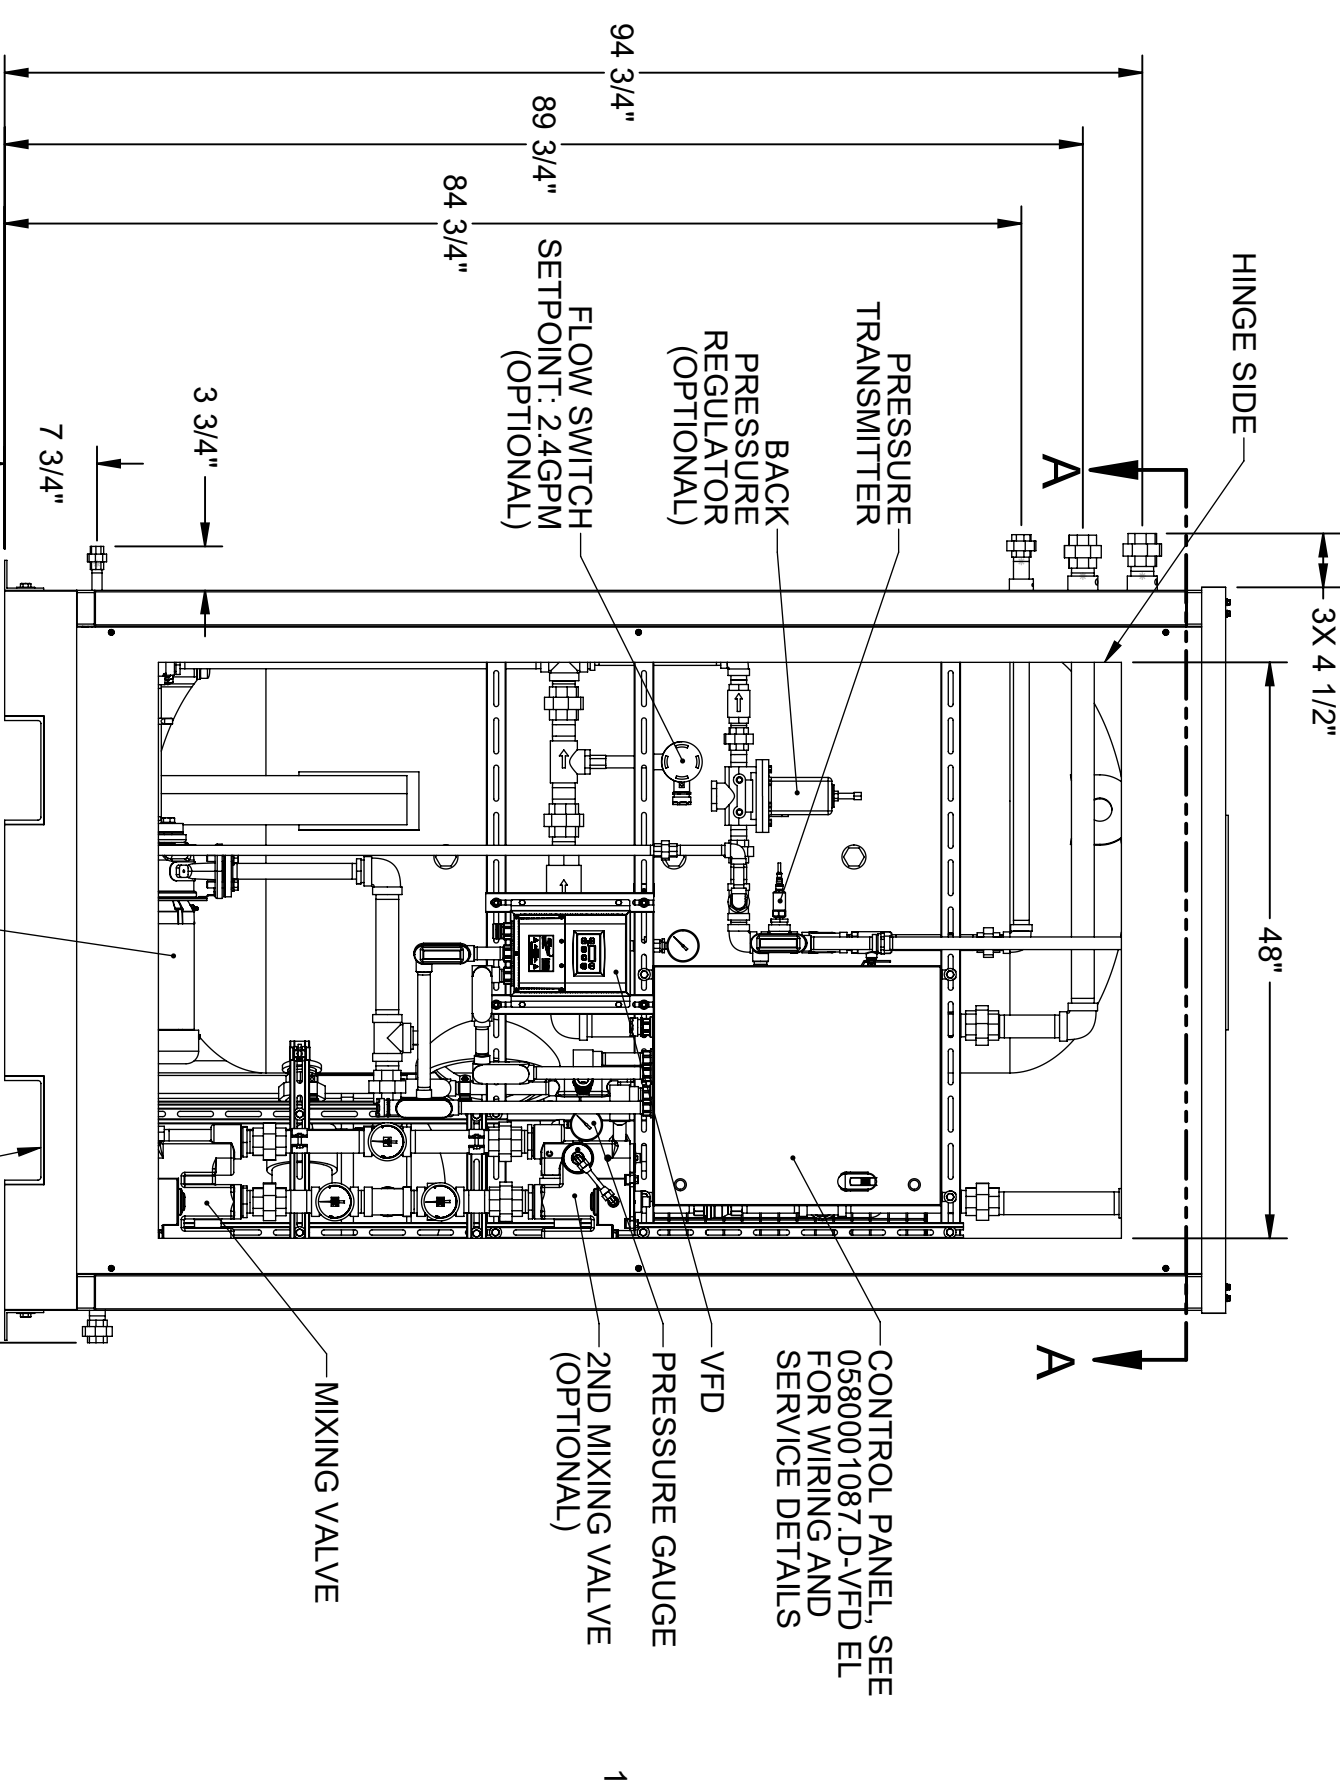 94 3/4"
89 3/4"
84 3/4"
3 3/4"
7 3/4"
HINGE SIDE
3X 4 1/2"
48"
A
A
PRESSURE
TRANSMITTER
BACK
PRESSURE
REGULATOR
(OPTIONAL)
FLOW SWITCH
SETPOINT: 2.4GPM
(OPTIONAL)
CONTROL PANEL, SEE
0580001087.D-VFD EL
FOR WIRING AND
SERVICE DETAILS
VFD
PRESSURE GAUGE
2ND MIXING VALVE
(OPTIONAL)
MIXING VALVE
1